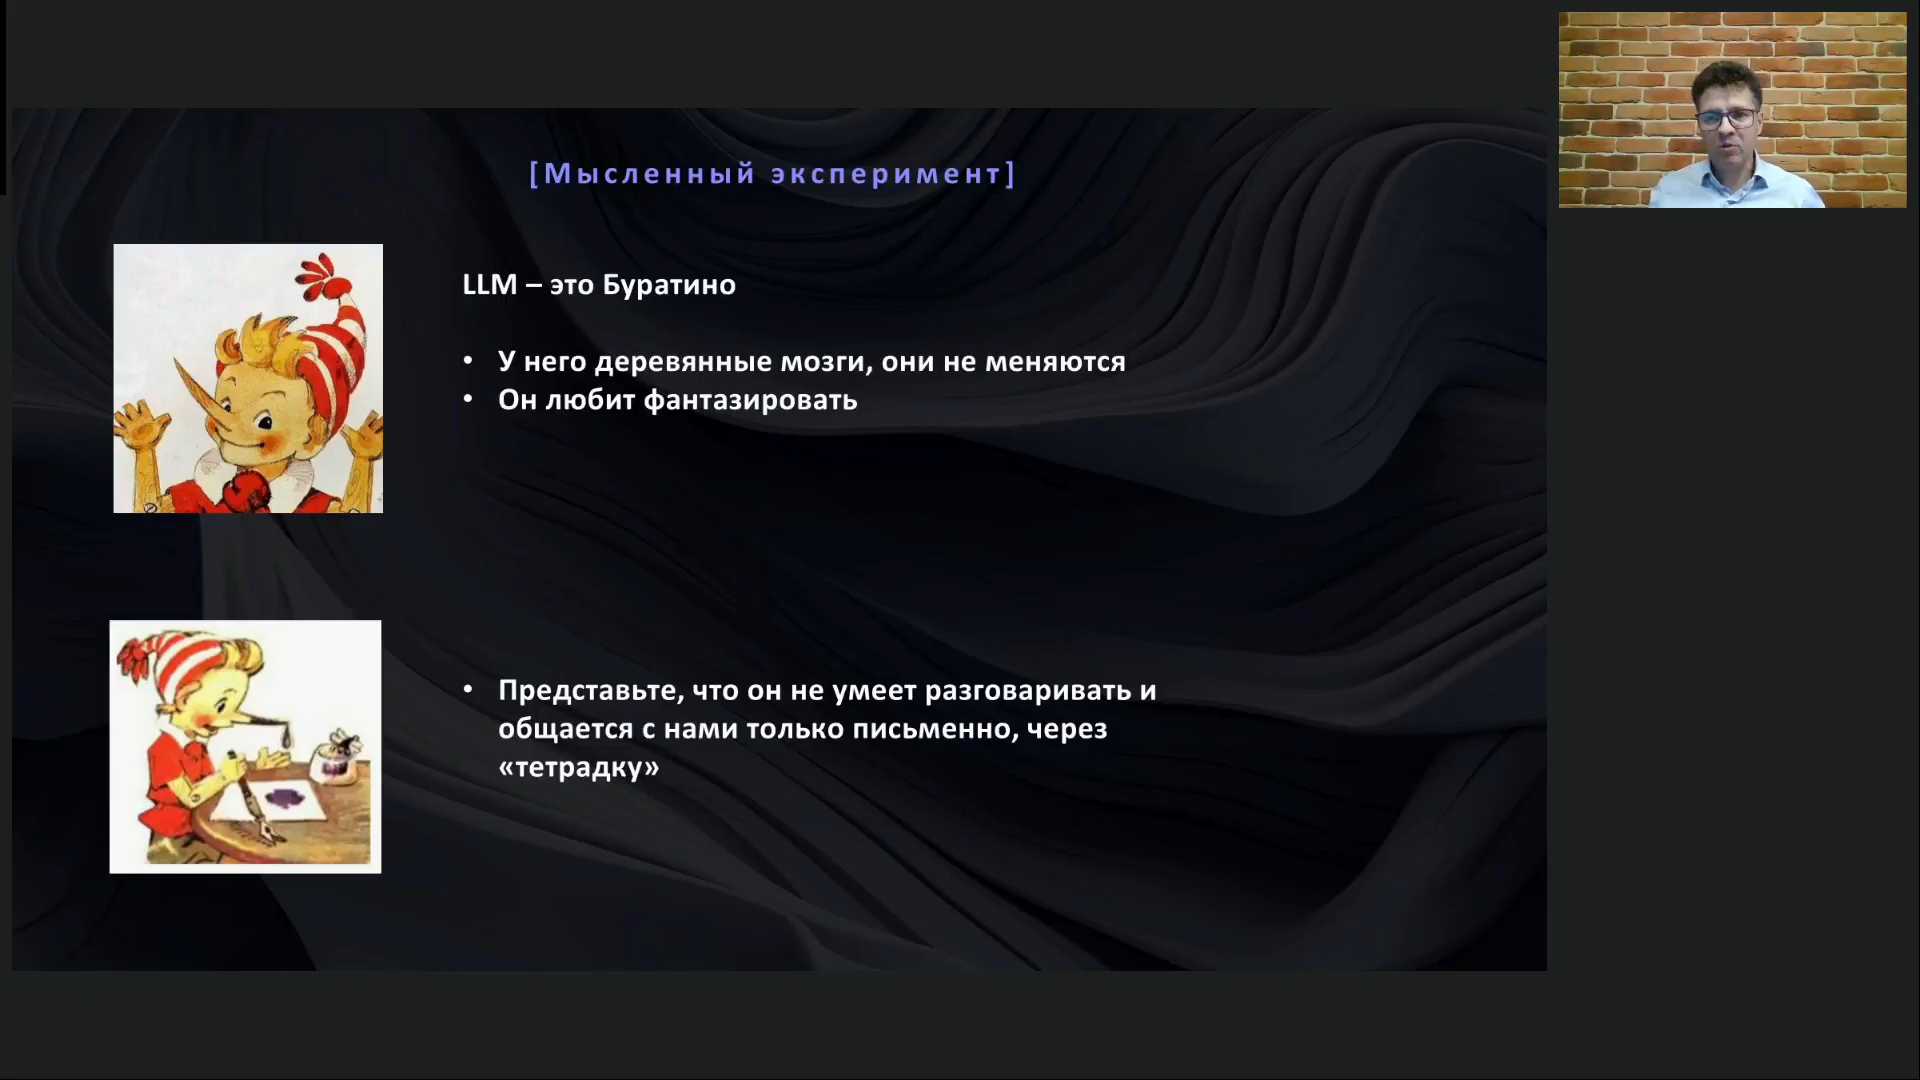 [Мысленный эксперимент]
LLM – это Буратино
• У него деревянные мозги, они не меняются
• Он любит фантазировать
• Представьте, что он не умеет разговаривать и
общается с нами только письменно, через
«тетрадку»